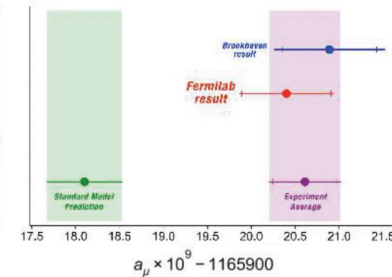 Brookhaven
result
Fermilab
result
Standard Model
Prediction
Experiment
Average
17.5 18.0 18.5 19.0 19.5 20.0 20.5 21.0 21.5
aμ × 10⁹ − 1165900